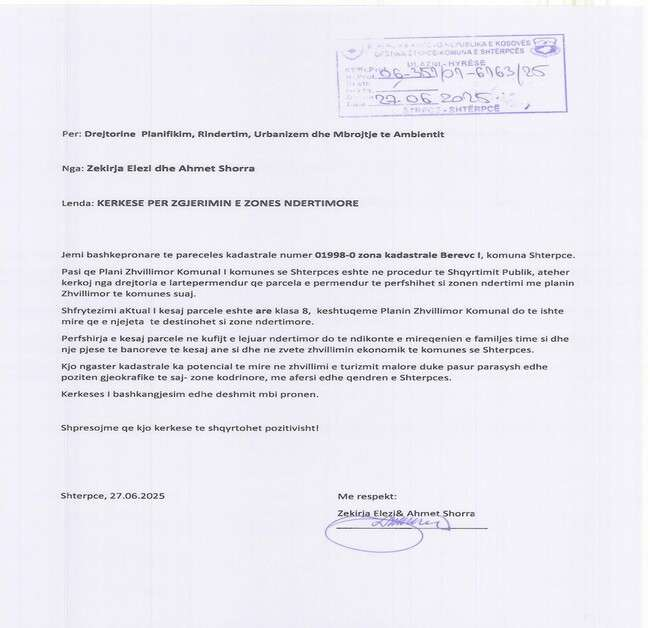 REPUBLIKA E KOSOVËS
KOMUNA E SHTERPCËS
ULAZNI - HYRËSE
06-351/01-6163/25
27.06.2025
ŠTRPCE - SHTËRPCË
Per: Drejtorine Planifikim, Rindertim, Urbanizem dhe Mbrojtje te Ambientit
Nga: Zekirja Elezi dhe Ahmet Shorra
Lenda: KERKESE PER ZGJERIMIN E ZONES NDERTIMORE
Jemi bashkepronare te pareceles kadastrale numer 01998-0 zona kadastrale Berevc I, komuna Shterpce.
Pasi qe Plani Zhvillimor Komunal I komunes se Shterpces eshte ne procedur te Shqyrtimit Publik, ateher
kerkoj nga drejtoria e lartepermendur qe parcela e permendur te perfshihet si zonen ndertimi me planin
Zhvillimor te komunes suaj.
Shfrytezimi aKtual I kesaj parcele eshte are klasa 8, keshtuqeme Planin Zhvillimor Komunal do te ishte
mire qe e njejeta te destinohet si zone ndertimore.
Perfshirja e kesaj parcele ne kufijt e lejuar ndertimor do te ndikonte e mireqenien e familjes time si dhe
nje pjese te banoreve te kesaj ane si dhe ne zvete zhvillimin ekonomik te komunes se Shterpces.
Kjo ngaster kadastrale ka potencial te mire ne zhvillimi e turizmit malore duke pasur parasysh edhe
poziten gjeokrafike te saj- zone kodrinore, me afersi edhe qendren e Shterpces.
Kerkeses I bashkangjesim edhe deshmit mbi pronen.
Shpresojme qe kjo kerkese te shqyrtohet pozitivisht!
Shterpce, 27.06.2025
Me respekt:
Zekirja Elezi& Ahmet Shorra